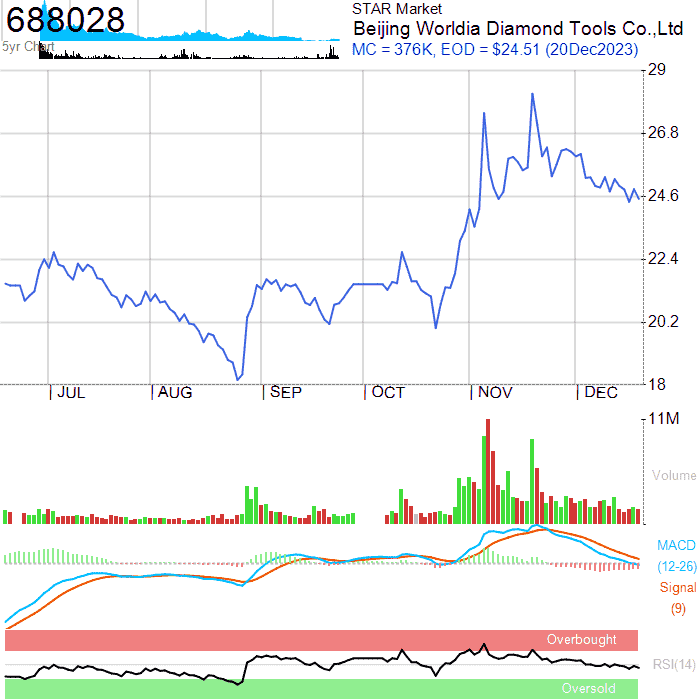 688028
STAR Market
Beijing Worldia Diamond Tools Co.,Ltd
MC = 376K, EOD = $24.51 (20Dec2023)
5yr Chart
29
26.8
24.6
22.4
20.2
18
JUL
AUG
SEP
OCT
NOV
DEC
11M
Volume
MACD
(12-26)
Signal
(9)
Overbought
RSI(14)
Oversold